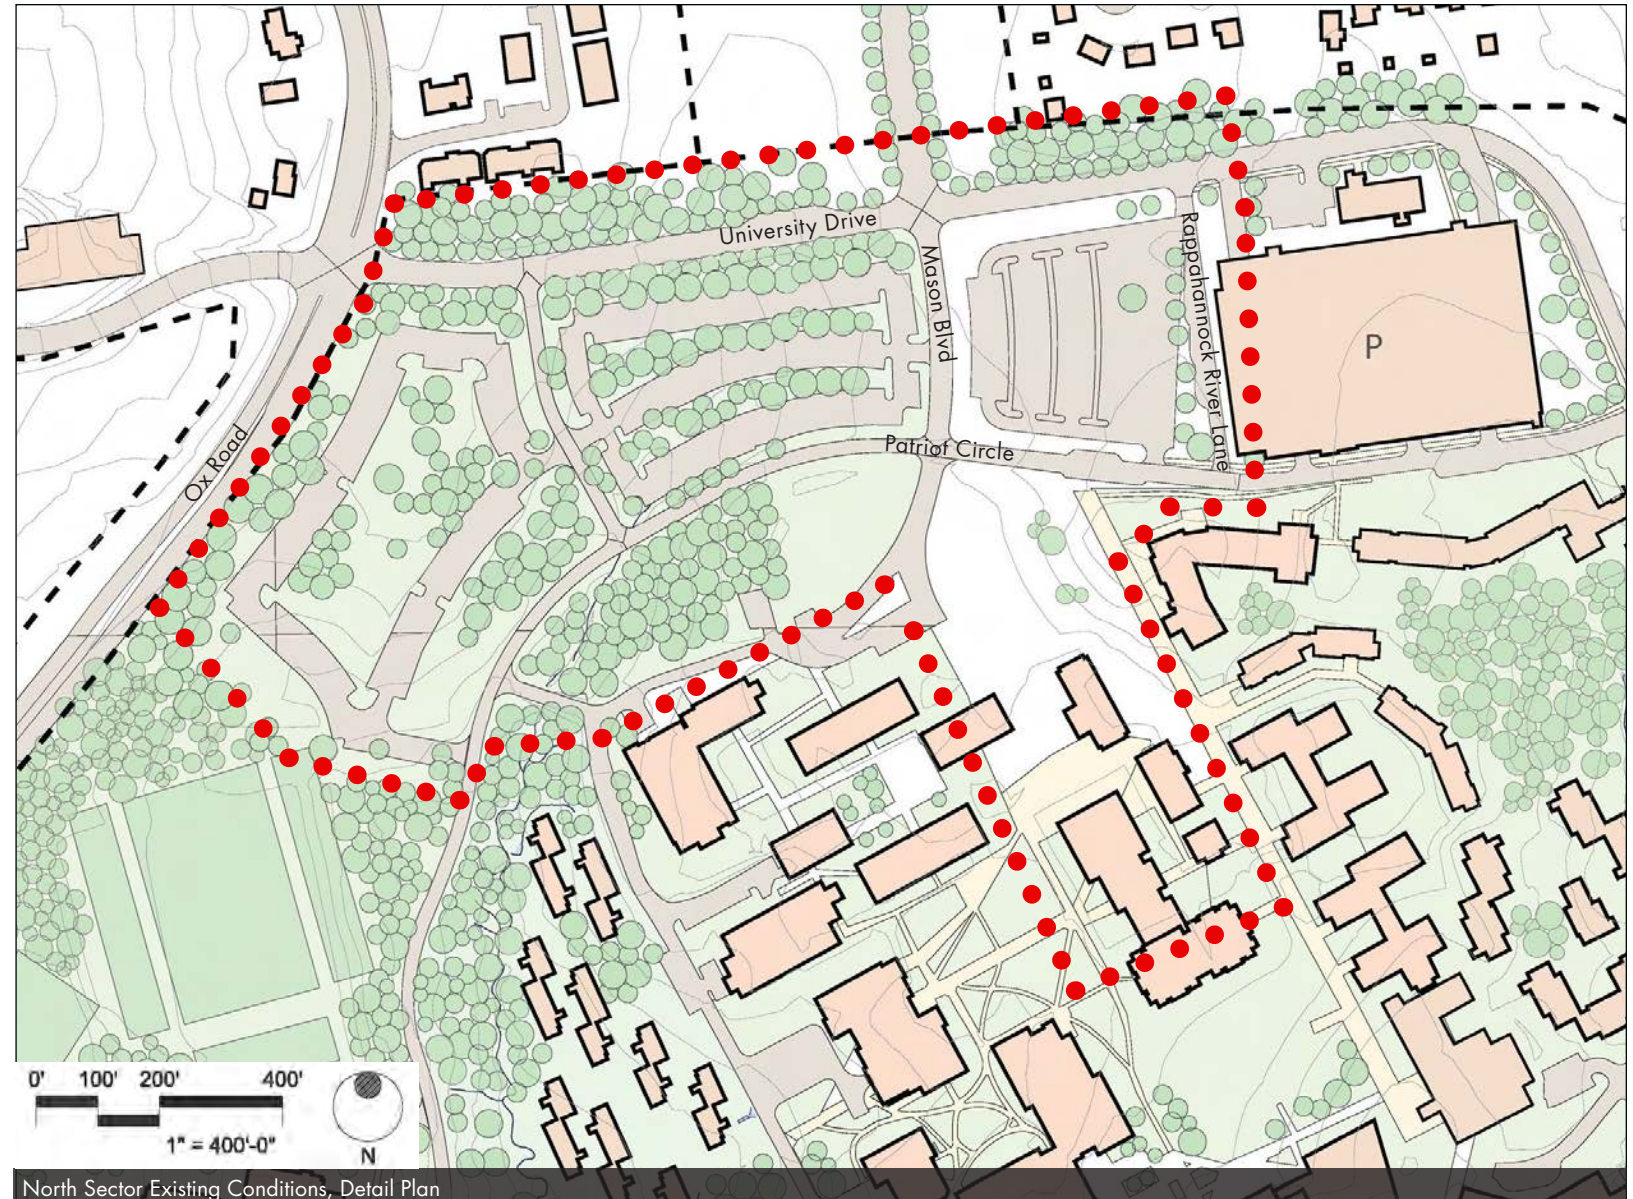 University Drive
Mason Blvd
Rappahannock River Lane
P
Ox Road
Patriot Circle
0' 100' 200' 400'
1" = 400'-0"
N
North Sector Existing Conditions, Detail Plan